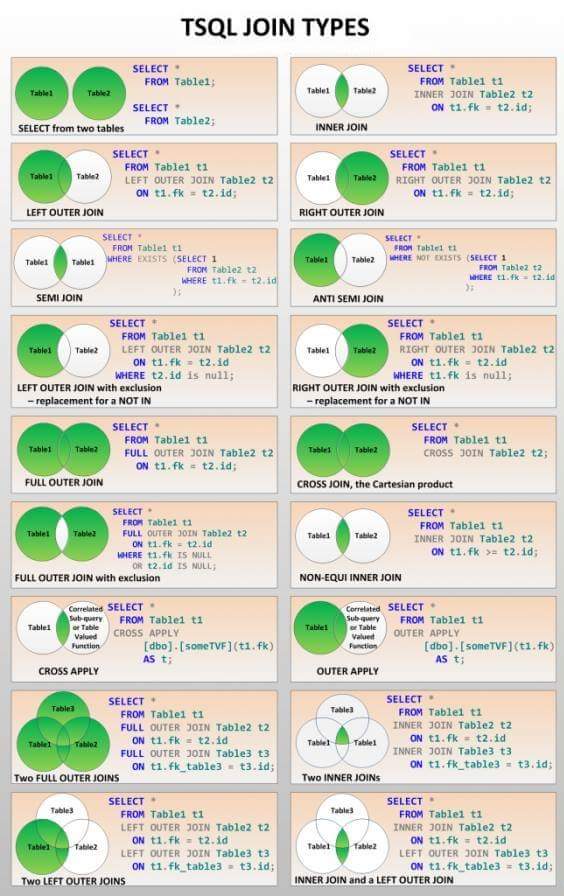 TSQL JOIN TYPES
Table1
Table2
SELECT *
FROM Table1;
SELECT *
FROM Table2;
SELECT from two tables
Table1
Table2
SELECT *
FROM Table1 t1
INNER JOIN Table2 t2
ON t1.fk = t2.id;
INNER JOIN
Table1
Table2
SELECT *
FROM Table1 t1
LEFT OUTER JOIN Table2 t2
ON t1.fk = t2.id;
LEFT OUTER JOIN
Table1
Table2
SELECT *
FROM Table1 t1
RIGHT OUTER JOIN Table2 t2
ON t1.fk = t2.id;
RIGHT OUTER JOIN
Table1
Table1
SELECT *
FROM Table1 t1
WHERE EXISTS (SELECT 1
FROM Table2 t2
WHERE t1.fk = t2.id
);
SEMI JOIN
Table1
Table2
SELECT *
FROM Table1 t1
WHERE NOT EXISTS (SELECT 1
FROM Table2 t2
WHERE t1.fk = t2.id
);
ANTI SEMI JOIN
Table1
Table2
SELECT *
FROM Table1 t1
LEFT OUTER JOIN Table2 t2
ON t1.fk = t2.id
WHERE t2.id is null;
LEFT OUTER JOIN with exclusion
– replacement for a NOT IN
Table1
Table2
SELECT *
FROM Table1 t1
RIGHT OUTER JOIN Table2 t2
ON t1.fk = t2.id
WHERE t1.fk is null;
RIGHT OUTER JOIN with exclusion
– replacement for a NOT IN
Table1
Table2
SELECT *
FROM Table1 t1
FULL OUTER JOIN Table2 t2
ON t1.fk = t2.id;
FULL OUTER JOIN
Table1
Table2
SELECT *
FROM Table1 t1
CROSS JOIN Table2 t2;
CROSS JOIN, the Cartesian product
Table1
Table2
SELECT *
FROM Table1 t1
FULL OUTER JOIN Table2 t2
ON t1.fk = t2.id
WHERE t1.fk IS NULL
OR t2.id IS NULL;
FULL OUTER JOIN with exclusion
Table1
Table2
SELECT *
FROM Table1 t1
INNER JOIN Table2 t2
ON t1.fk >= t2.id;
NON-EQUI INNER JOIN
Table1
Correlated
Sub-query
or Table
Valued
Function
SELECT *
FROM Table1 t1
CROSS APPLY
[dbo].[someTVF](t1.fk)
AS t;
CROSS APPLY
Table1
Correlated
Sub-query
or Table
Valued
Function
SELECT *
FROM Table1 t1
OUTER APPLY
[dbo].[someTVF](t1.fk)
AS t;
OUTER APPLY
Table3
Table1
Table2
SELECT *
FROM Table1 t1
FULL OUTER JOIN Table2 t2
ON t1.fk = t2.id
FULL OUTER JOIN Table3 t3
ON t1.fk_table3 = t3.id;
Two FULL OUTER JOINS
Table3
Table1
Table1
SELECT *
FROM Table1 t1
INNER JOIN Table2 t2
ON t1.fk = t2.id
INNER JOIN Table3 t3
ON t1.fk_table3 = t3.id;
Two INNER JOINs
Table3
Table1
Table2
SELECT *
FROM Table1 t1
LEFT OUTER JOIN Table2 t2
ON t1.fk = t2.id
LEFT OUTER JOIN Table3 t3
ON t1.fk_table3 = t3.id;
Two LEFT OUTER JOINS
Table3
Table1
Table2
SELECT *
FROM Table1 t1
INNER JOIN Table2 t2
ON t1.fk = t2.id
LEFT OUTER JOIN Table3 t3
ON t1.fk_table3 = t3.id;
INNER JOIN and a LEFT OUTER JOIN